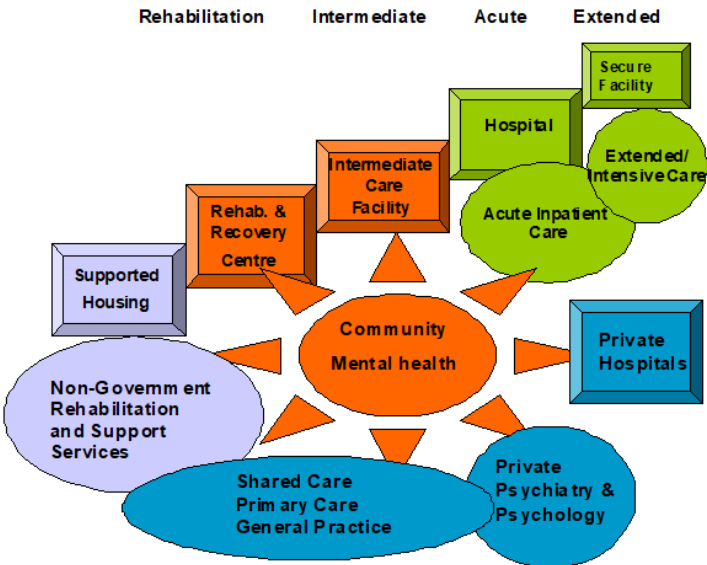 Rehabilitation Intermediate Acute Extended
Secure
Facility
Hospital
Extended/
Intensive Care
Intermediate
Care
Facility
Acute Inpatient
Care
Rehab. &
Recovery
Centre
Supported
Housing
Community
Mental health
Private
Hospitals
Non-Government
Rehabilitation
and Support
Services
Shared Care
Primary Care
General Practice
Private
Psychiatry &
Psychology